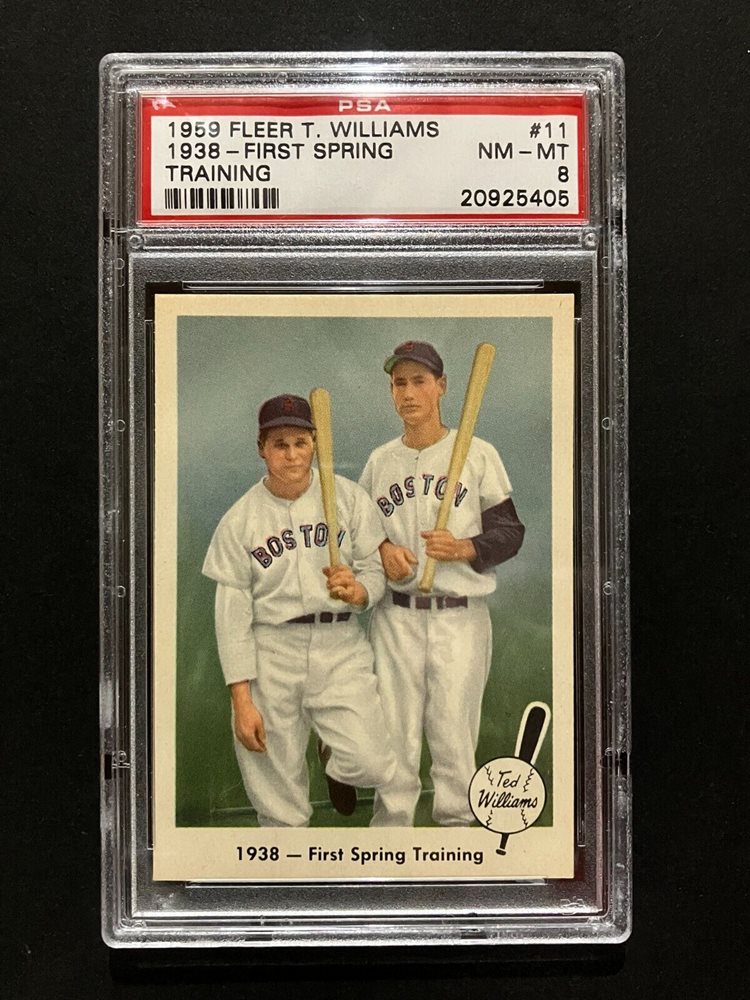 PSA
1959 FLEER T. WILLIAMS #11
1938-FIRST SPRING NM-MT
TRAINING 8
20925405
BOSTON
BOSTON
Ted
Williams
1938 — First Spring Training